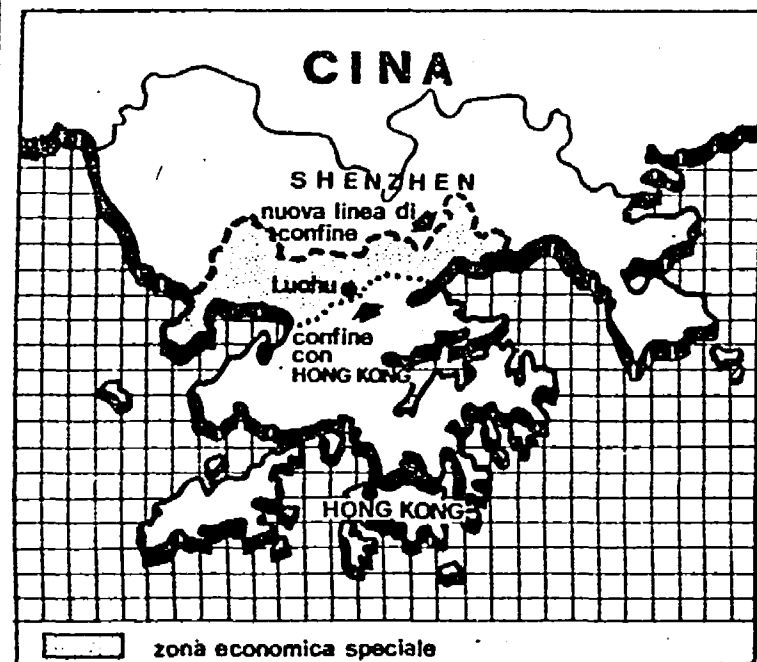 CINA
SHENZHEN
nuova linea di
confine
Luohu
confine
con
HONG KONG
HONG KONG
zona economica speciale